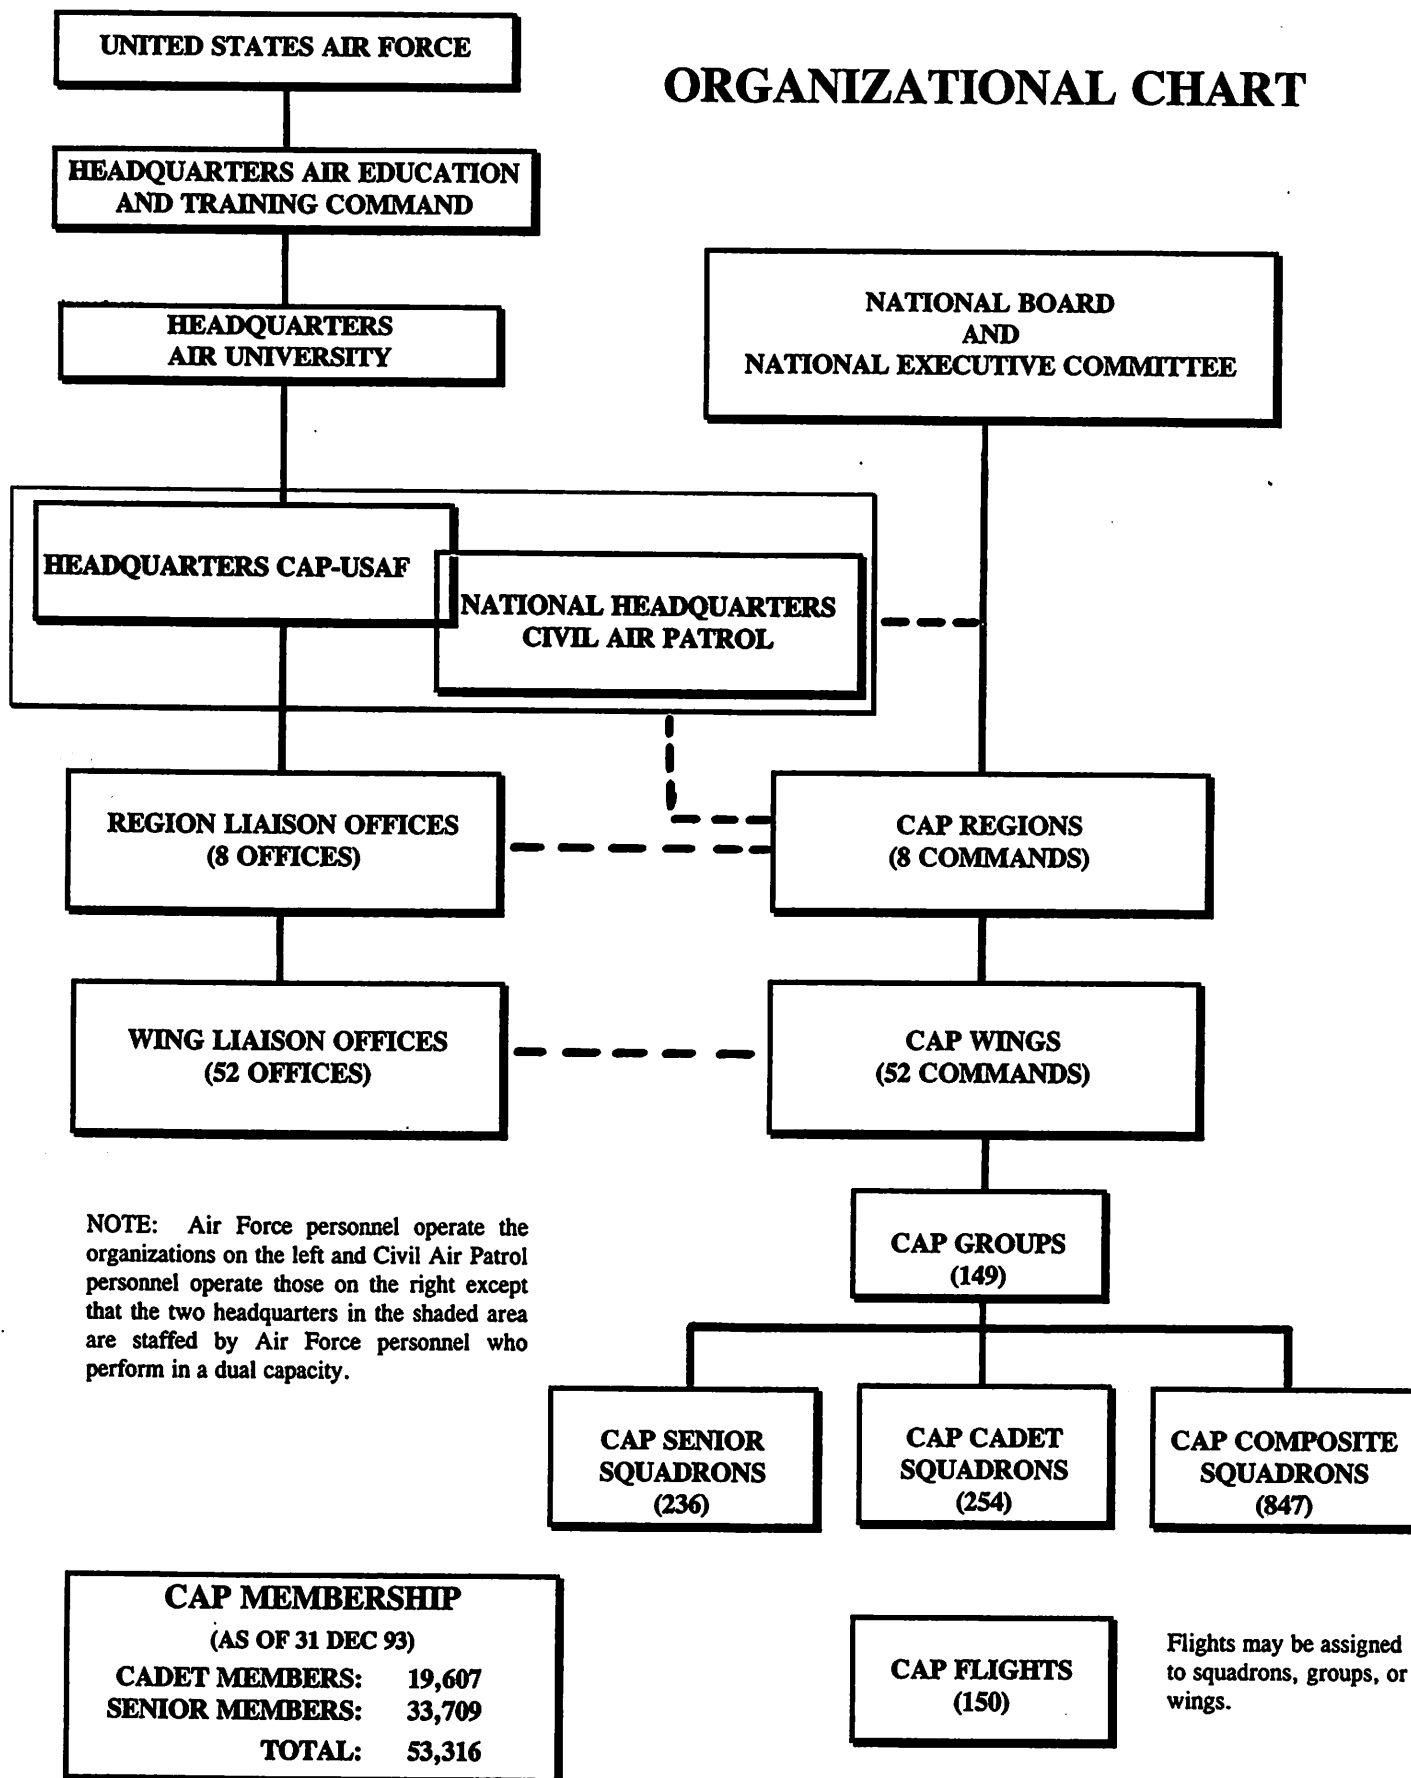 UNITED STATES AIR FORCE
ORGANIZATIONAL CHART
HEADQUARTERS AIR EDUCATION
AND TRAINING COMMAND
HEADQUARTERS
AIR UNIVERSITY
NATIONAL BOARD
AND
NATIONAL EXECUTIVE COMMITTEE
HEADQUARTERS CAP-USAF
NATIONAL HEADQUARTERS
CIVIL AIR PATROL
REGION LIAISON OFFICES
(8 OFFICES)
CAP REGIONS
(8 COMMANDS)
WING LIAISON OFFICES
(52 OFFICES)
CAP WINGS
(52 COMMANDS)
NOTE: Air Force personnel operate the
organizations on the left and Civil Air Patrol
personnel operate those on the right except
that the two headquarters in the shaded area
are staffed by Air Force personnel who
perform in a dual capacity.
CAP GROUPS
(149)
CAP SENIOR
SQUADRONS
(236)
CAP CADET
SQUADRONS
(254)
CAP COMPOSITE
SQUADRONS
(847)
CAP MEMBERSHIP
(AS OF 31 DEC 93)
CADET MEMBERS: 19,607
SENIOR MEMBERS: 33,709
TOTAL: 53,316
CAP FLIGHTS
(150)
Flights may be assigned
to squadrons, groups, or
wings.